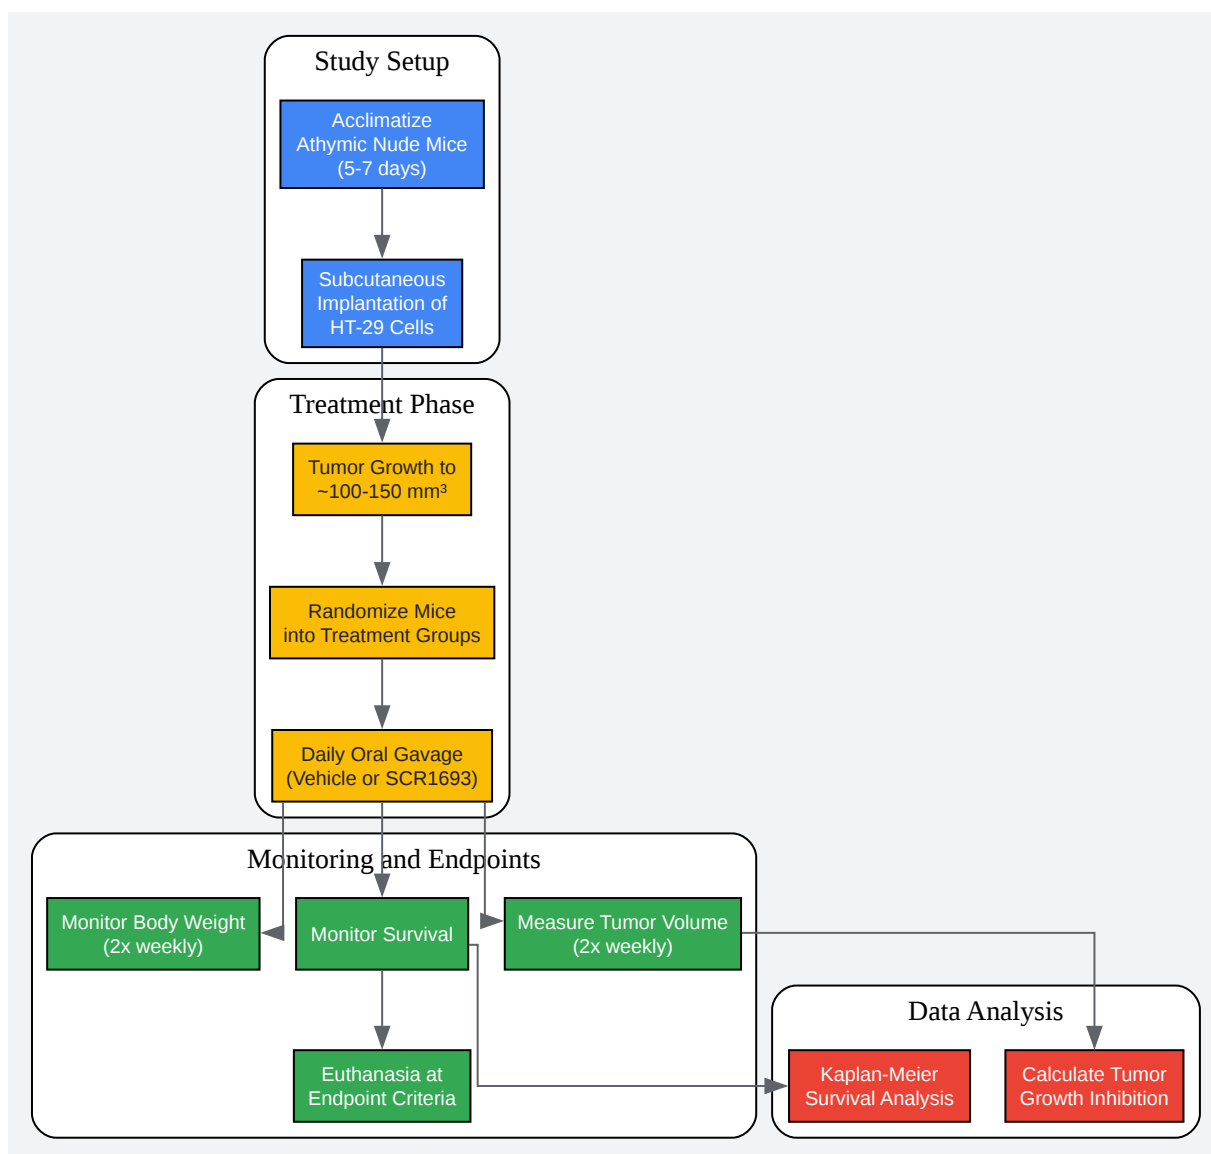 Study Setup
Acclimatize
Athymic Nude Mice
(5-7 days)
Subcutaneous
Implantation of
HT-29 Cells
Treatment Phase
Tumor Growth to
~100-150 mm³
Randomize Mice
into Treatment Groups
Daily Oral Gavage
(Vehicle or SCR1693)
Monitoring and Endpoints
Monitor Body Weight
(2x weekly)
Monitor Survival
Measure Tumor Volume
(2x weekly)
Euthanasia at
Endpoint Criteria
Data Analysis
Kaplan-Meier
Survival Analysis
Calculate Tumor
Growth Inhibition